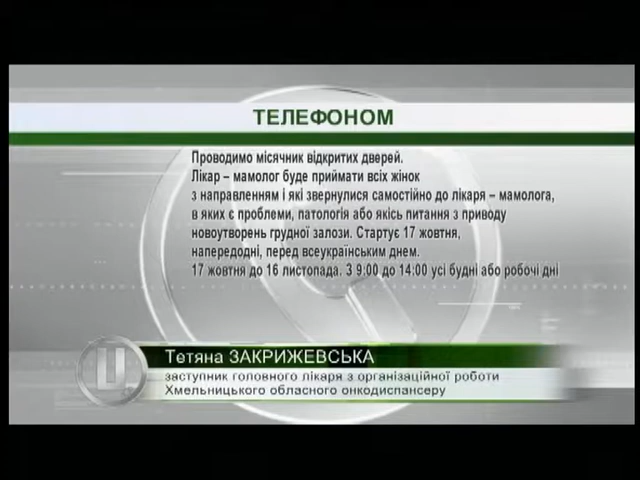 ТЕЛЕФОНОМ
Проводимо місячник відкритих дверей.
Лікар – мамолог буде приймати всіх жінок
з направленням і які звернулися самостійно до лікаря – мамолога,
в яких є проблеми, патологія або якісь питання з приводу
новоутворень грудної залози. Стартує 17 жовтня,
напередодні, перед всеукраїнським днем.
17 жовтня до 16 листопада. З 9:00 до 14:00 усі будні або робочі дні
Тетяна ЗАКРИЖЕВСЬКА
заступник головного лікаря з організаційної роботи
Хмельницького обласного онкодиспансеру